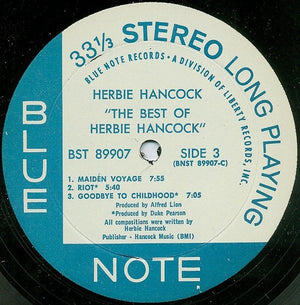 33⅓ STEREO LONG PLAYING
BLUE NOTE RECORDS • A DIVISION OF LIBERTY RECORDS, INC.
HERBIE HANCOCK
"THE BEST OF
HERBIE HANCOCK"
BST 89907 SIDE 3
(BNST 89907-C)
1. MAIDEN VOYAGE 7:55
2. RIOT* 5:40
3. GOODBYE TO CHILDHOOD* 7:05
Produced by Alfred Lion
*Produced by Duke Pearson
All compositions were written by
Herbie Hancock
Publisher - Hancock Music (BMI)
BLUE
NOTE